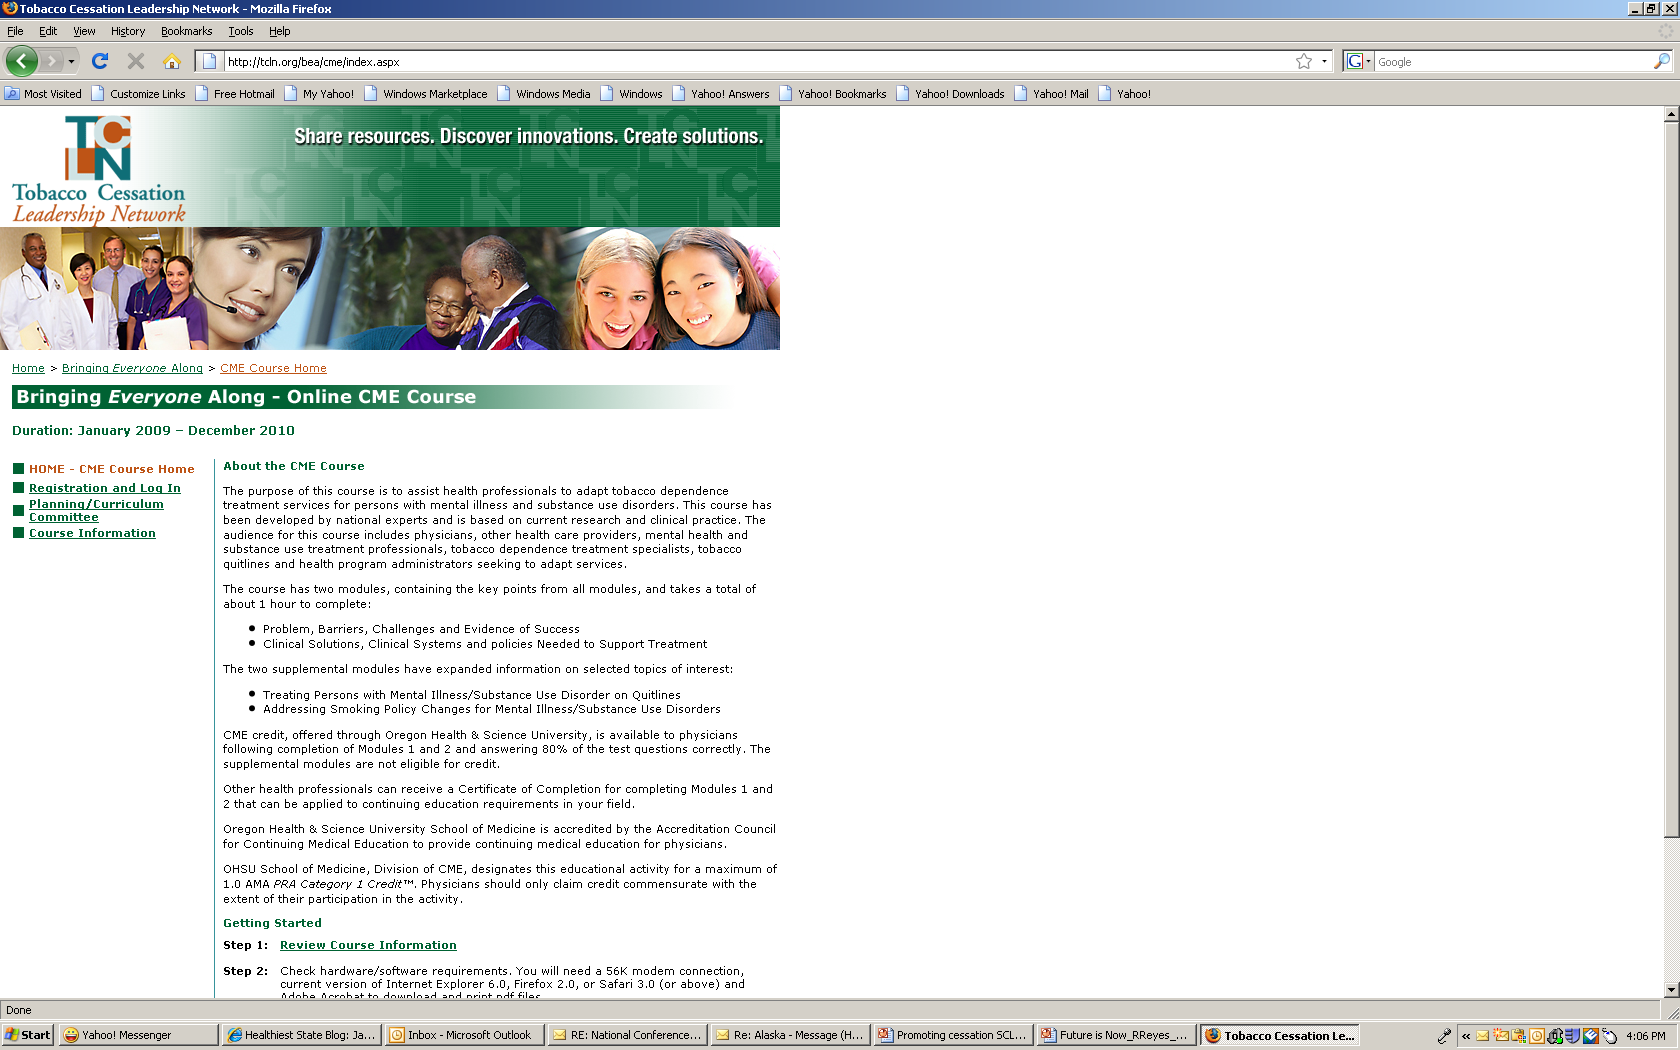 Tobacco Cessation Leadership Network - Mozilla Firefox
File Edit View History Bookmarks Tools Help
http://tcln.org/bea/cme/index.aspx
G Google
Most Visited Customize Links Free Hotmail My Yahoo! Windows Marketplace Windows Media Windows Yahoo! Answers Yahoo! Bookmarks Yahoo! Downloads Yahoo! Mail Yahoo!
TCLN
Tobacco Cessation
Leadership Network
Share resources. Discover innovations. Create solutions.
Home > Bringing Everyone Along > CME Course Home
Bringing Everyone Along - Online CME Course
Duration: January 2009 – December 2010
HOME - CME Course Home
Registration and Log In
Planning/Curriculum
Committee
Course Information
About the CME Course
The purpose of this course is to assist health professionals to adapt tobacco dependence
treatment services for persons with mental illness and substance use disorders. This course has
been developed by national experts and is based on current research and clinical practice. The
audience for this course includes physicians, other health care providers, mental health and
substance use treatment professionals, tobacco dependence treatment specialists, tobacco
quitlines and health program administrators seeking to adapt services.
The course has two modules, containing the key points from all modules, and takes a total of
about 1 hour to complete:
● Problem, Barriers, Challenges and Evidence of Success
● Clinical Solutions, Clinical Systems and policies Needed to Support Treatment
The two supplemental modules have expanded information on selected topics of interest:
● Treating Persons with Mental Illness/Substance Use Disorder on Quitlines
● Addressing Smoking Policy Changes for Mental Illness/Substance Use Disorders
CME credit, offered through Oregon Health & Science University, is available to physicians
following completion of Modules 1 and 2 and answering 80% of the test questions correctly. The
supplemental modules are not eligible for credit.
Other health professionals can receive a Certificate of Completion for completing Modules 1 and
2 that can be applied to continuing education requirements in your field.
Oregon Health & Science University School of Medicine is accredited by the Accreditation Council
for Continuing Medical Education to provide continuing medical education for physicians.
OHSU School of Medicine, Division of CME, designates this educational activity for a maximum of
1.0 AMA PRA Category 1 Credit™. Physicians should only claim credit commensurate with the
extent of their participation in the activity.
Getting Started
Step 1: Review Course Information
Step 2: Check hardware/software requirements. You will need a 56K modem connection,
current version of Internet Explorer 6.0, Firefox 2.0, or Safari 3.0 (or above) and
Adobe Acrobat to download and print pdf files
Done
Start Yahoo! Messenger Healthiest State Blog: Ja... Inbox - Microsoft Outlook RE: National Conference... Re: Alaska - Message (H... Promoting cessation SCL... Future is Now_RReyes_... Tobacco Cessation Le... « 4:06 PM